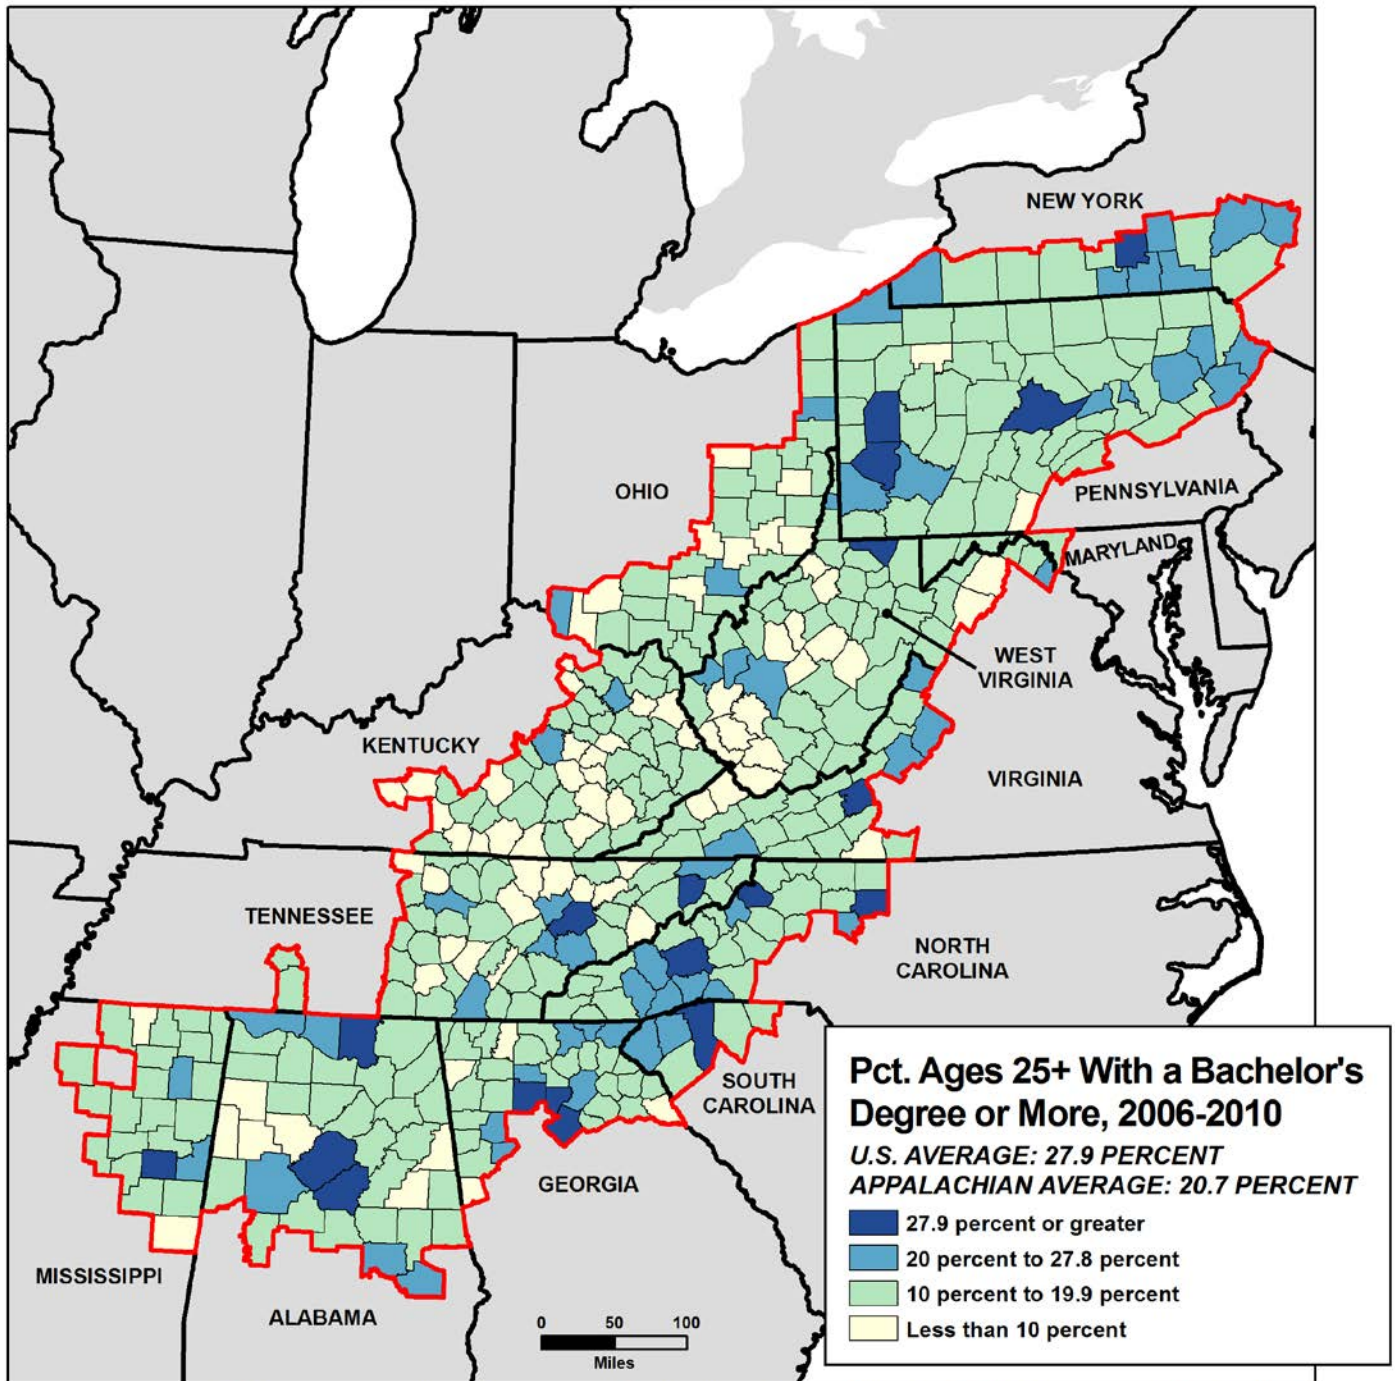 NEW YORK
OHIO
PENNSYLVANIA
MARYLAND
WEST
VIRGINIA
KENTUCKY
VIRGINIA
TENNESSEE
NORTH
CAROLINA
SOUTH
CAROLINA
GEORGIA
MISSISSIPPI
ALABAMA
0 50 100
Miles
Pct. Ages 25+ With a Bachelor's
Degree or More, 2006-2010
U.S. AVERAGE: 27.9 PERCENT
APPALACHIAN AVERAGE: 20.7 PERCENT
27.9 percent or greater
20 percent to 27.8 percent
10 percent to 19.9 percent
Less than 10 percent